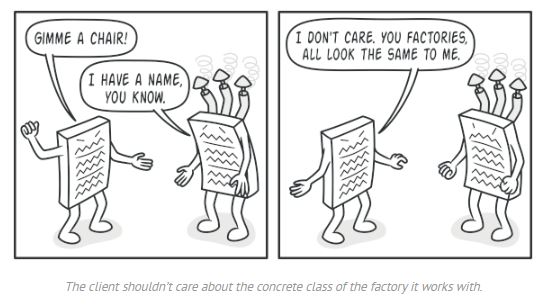 GIMME A CHAIR!
I HAVE A NAME,
YOU KNOW.
I DON'T CARE. YOU FACTORIES,
ALL LOOK THE SAME TO ME.
The client shouldn't care about the concrete class of the factory it works with.